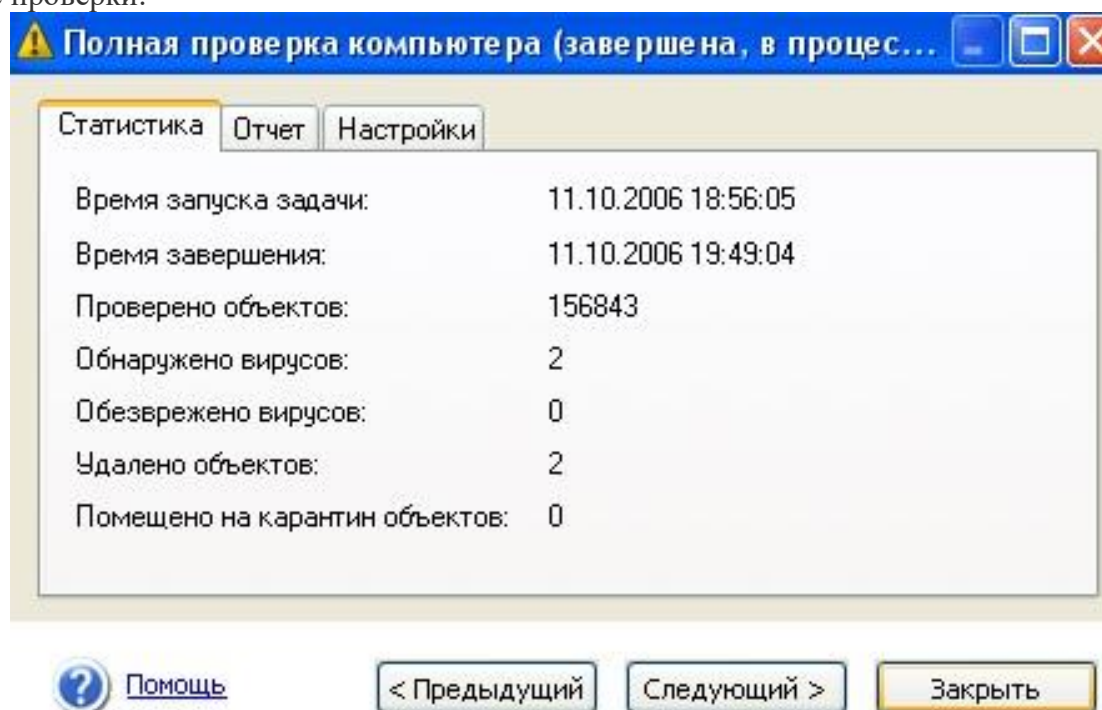 проверки.
Полная проверка компьютера (завершена, в процес...
Статистика Отчет Настройки
Время запуска задачи: 11.10.2006 18:56:05
Время завершения: 11.10.2006 19:49:04
Проверено объектов: 156843
Обнаружено вирусов: 2
Обезврежено вирусов: 0
Удалено объектов: 2
Помещено на карантин объектов: 0
Помощь < Предыдущий Следующий > Закрыть